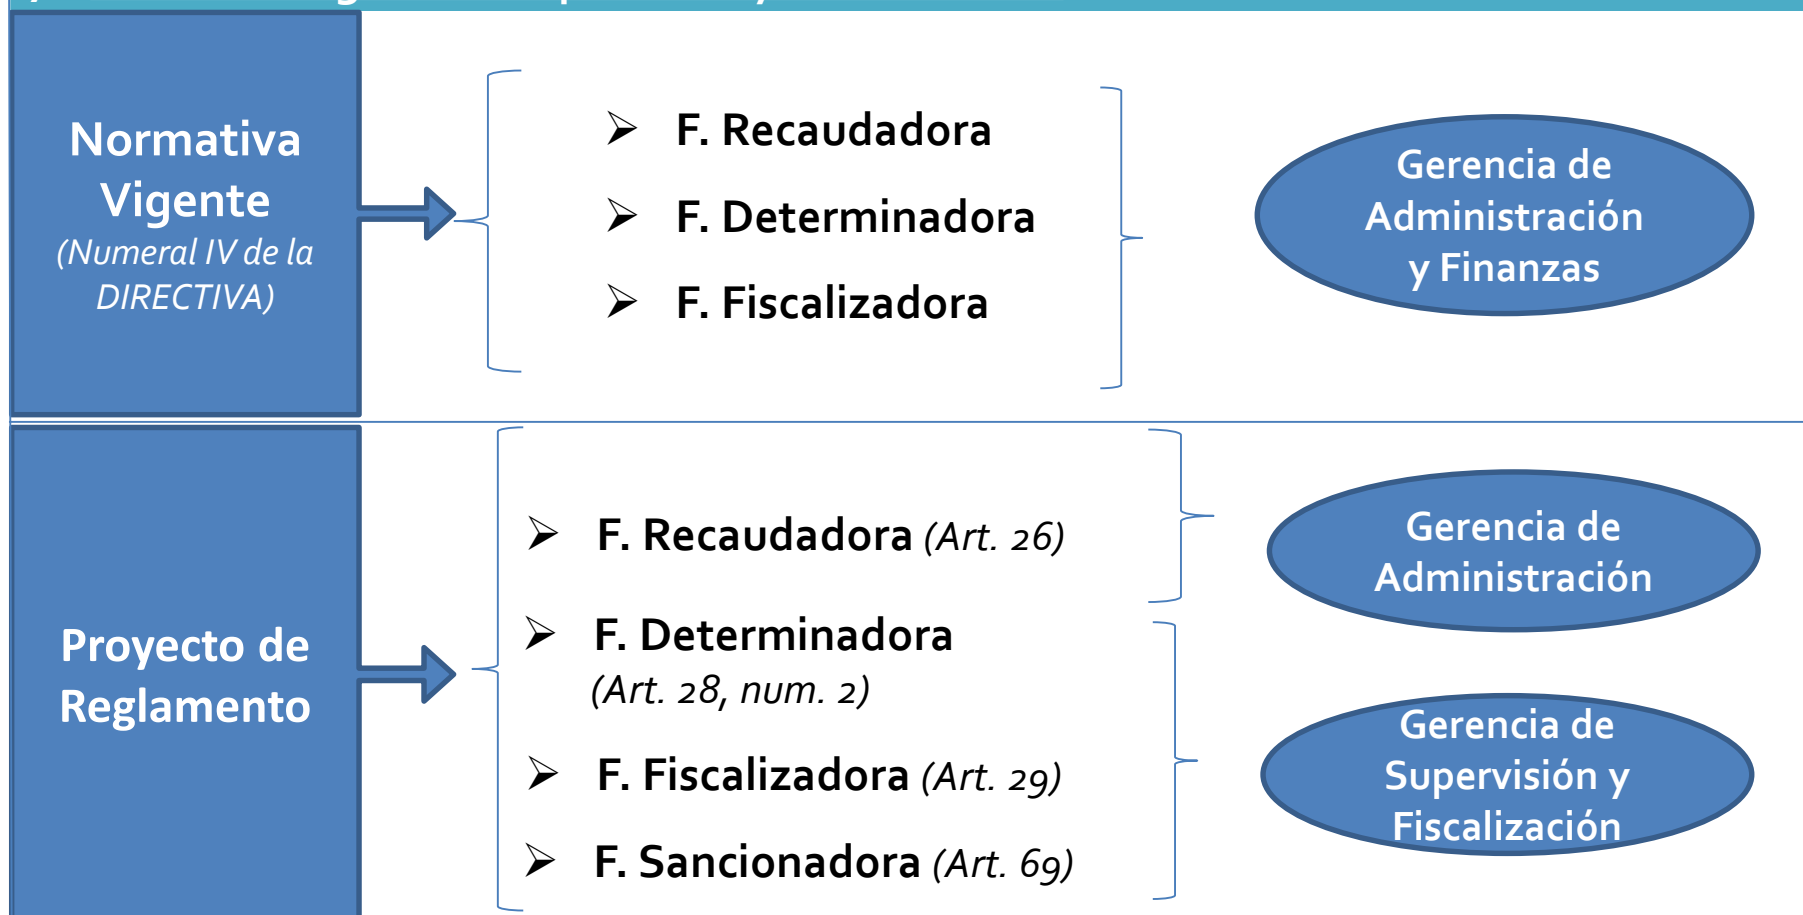 Normativa
Vigente
(Numeral IV de la
DIRECTIVA)
➢ F. Recaudadora
➢ F. Determinadora
➢ F. Fiscalizadora
Gerencia de
Administración
y Finanzas
Proyecto de
Reglamento
➢ F. Recaudadora (Art. 26)
➢ F. Determinadora
(Art. 28, num. 2)
➢ F. Fiscalizadora (Art. 29)
➢ F. Sancionadora (Art. 69)
Gerencia de
Administración
Gerencia de
Supervisión y
Fiscalización